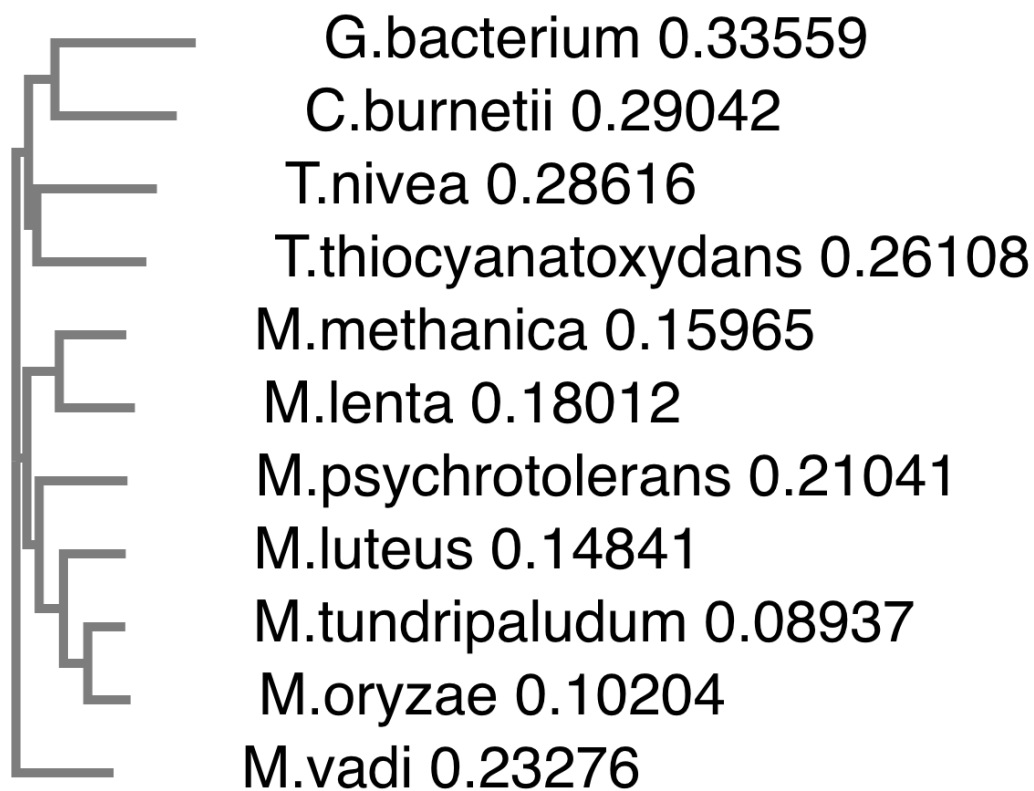 G.bacterium 0.33559
C.burnetii 0.29042
T.nivea 0.28616
T.thiocyanatoxydans 0.26108
M.methanica 0.15965
M.lenta 0.18012
M.psychrotolerans 0.21041
M.luteus 0.14841
M.tundripaludum 0.08937
M.oryzae 0.10204
M.vadi 0.23276